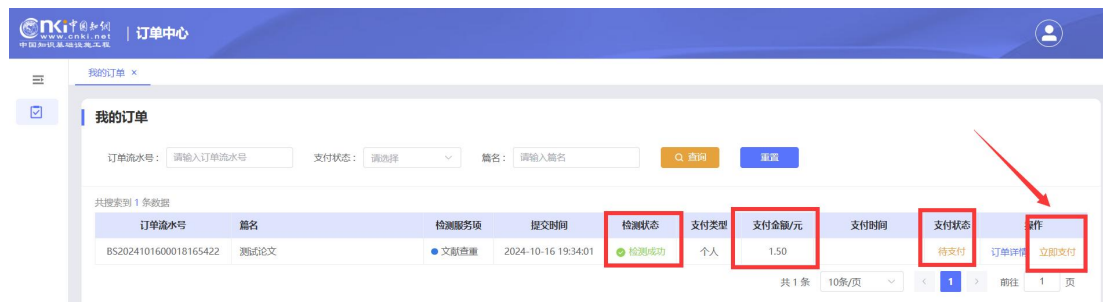 cnki中国知网 | 订单中心
www.cnki.net
中国知识基础设施工程
我的订单 ×
我的订单
订单流水号： 请输入订单流水号 支付状态： 请选择 篇名： 请输入篇名 查询 重置
共搜索到 1 条数据
订单流水号 篇名 检测服务项 提交时间 检测状态 支付类型 支付金额/元 支付时间 支付状态 操作
BS2024101600018165422 测试论文 文献查重 2024-10-16 19:34:01 检测成功 个人 1.50 待支付 订单详情 立即支付
共 1 条 10条/页 < 1 > 前往 1 页